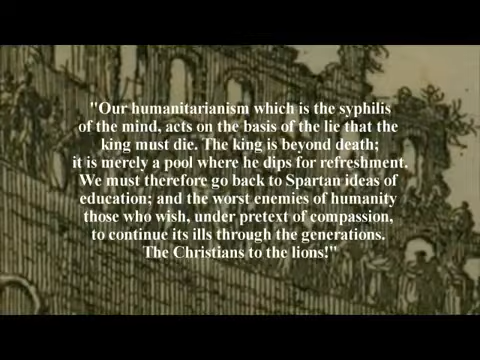 "Our humanitarianism which is the syphilis
of the mind, acts on the basis of the lie that the
king must die. The king is beyond death;
it is merely a pool where he dips for refreshment.
We must therefore go back to Spartan ideas of
education; and the worst enemies of humanity
those who wish, under pretext of compassion,
to continue its ills through the generations.
The Christians to the lions!"